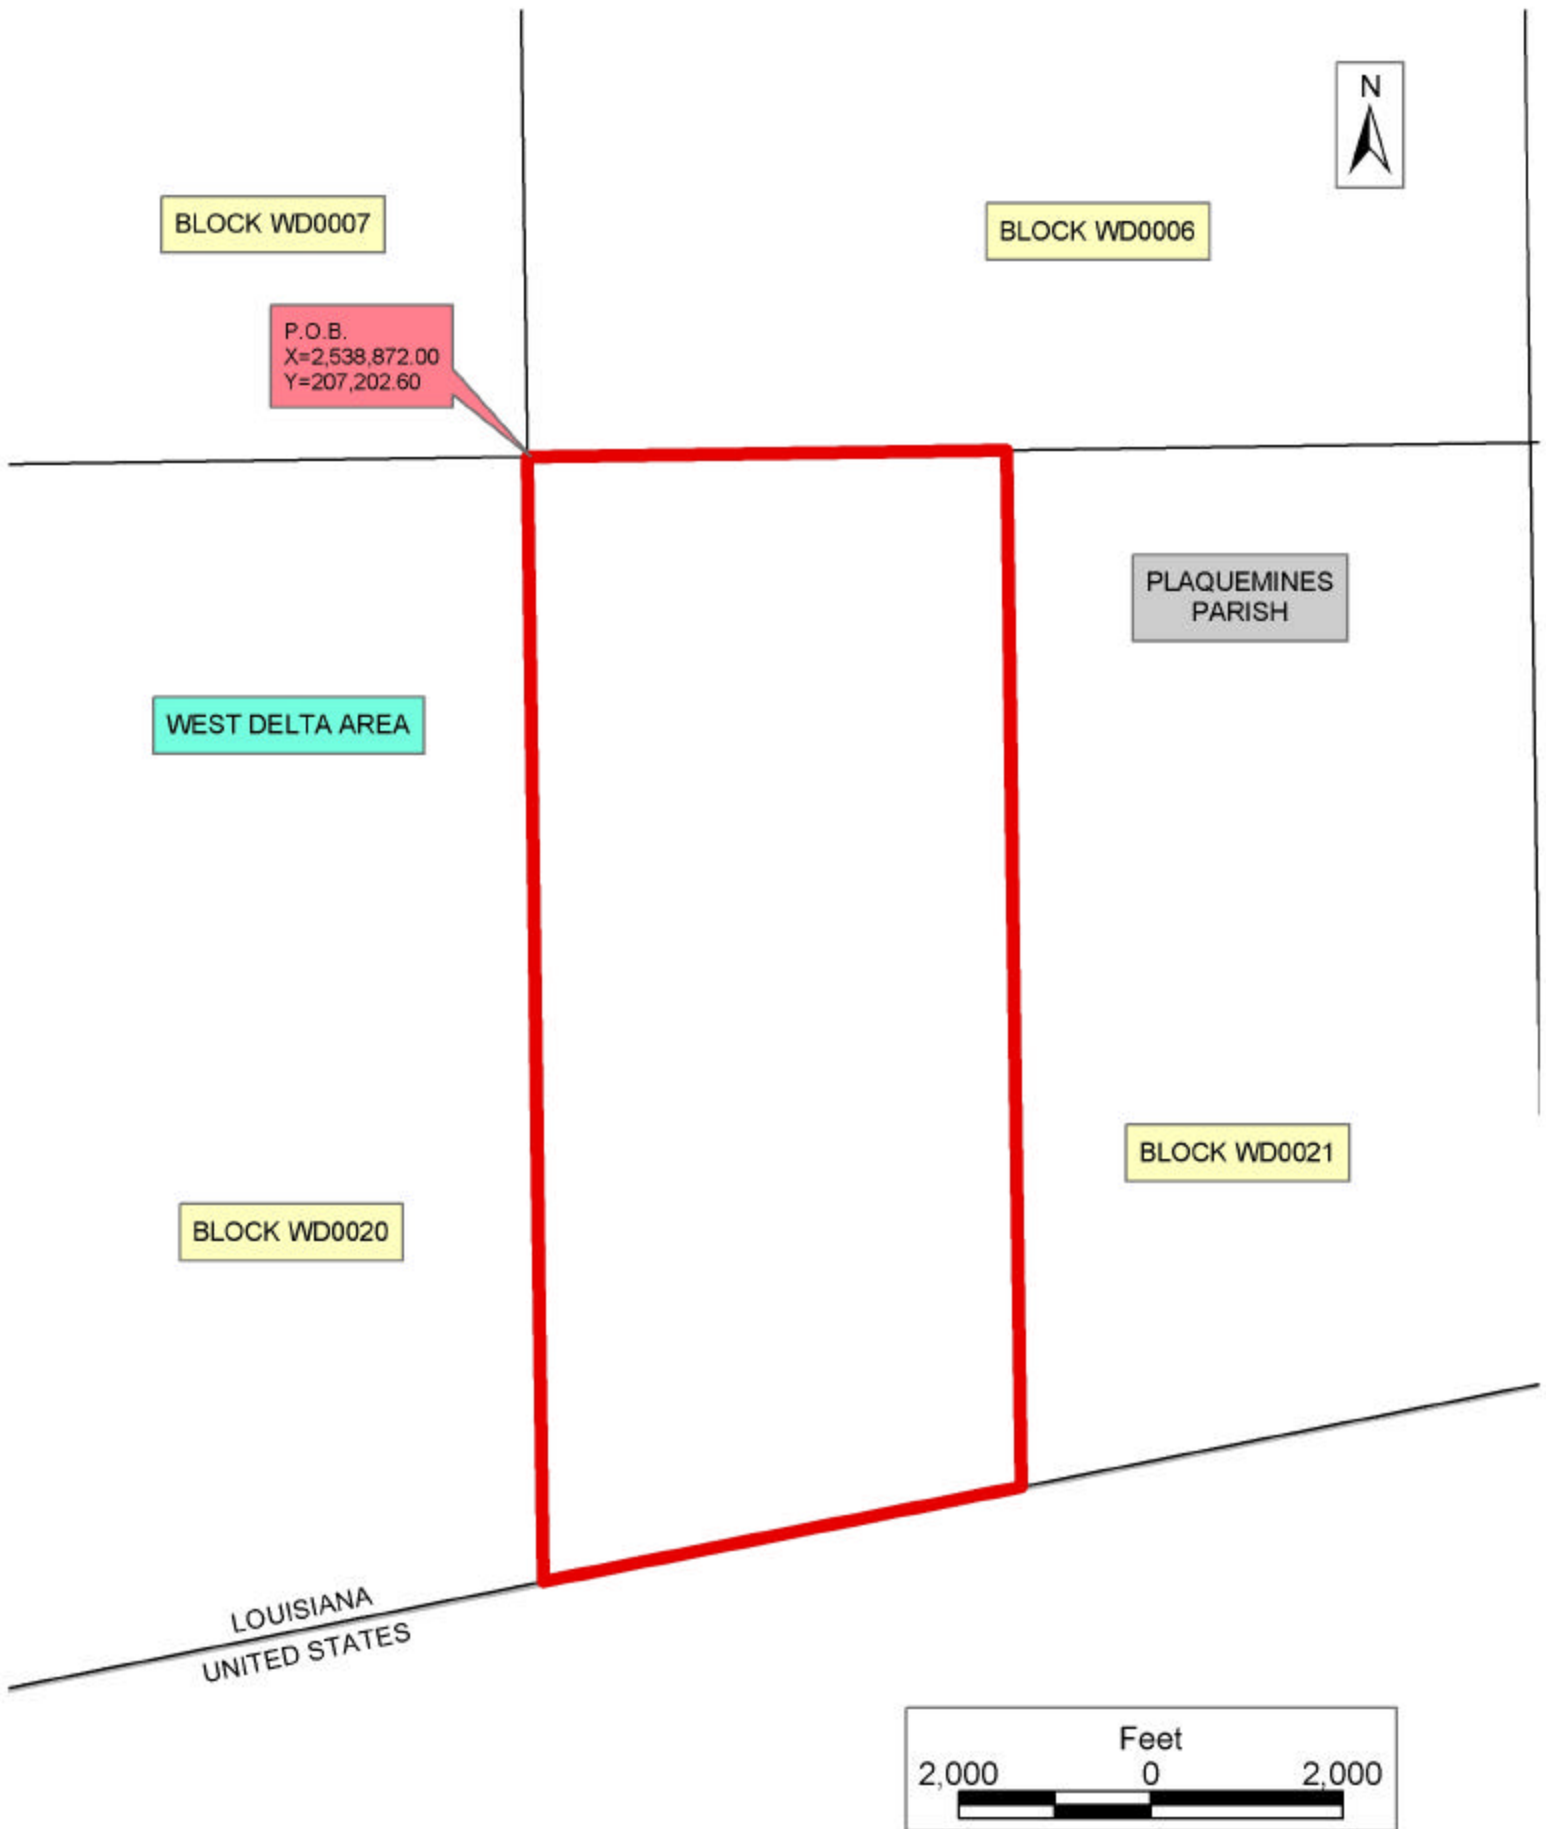 N
BLOCK WD0007
BLOCK WD0006
P.O.B.
X=2,538,872.00
Y=207,202.60
PLAQUEMINES
PARISH
WEST DELTA AREA
BLOCK WD0021
BLOCK WD0020
LOUISIANA
UNITED STATES
Feet
2,000 0 2,000